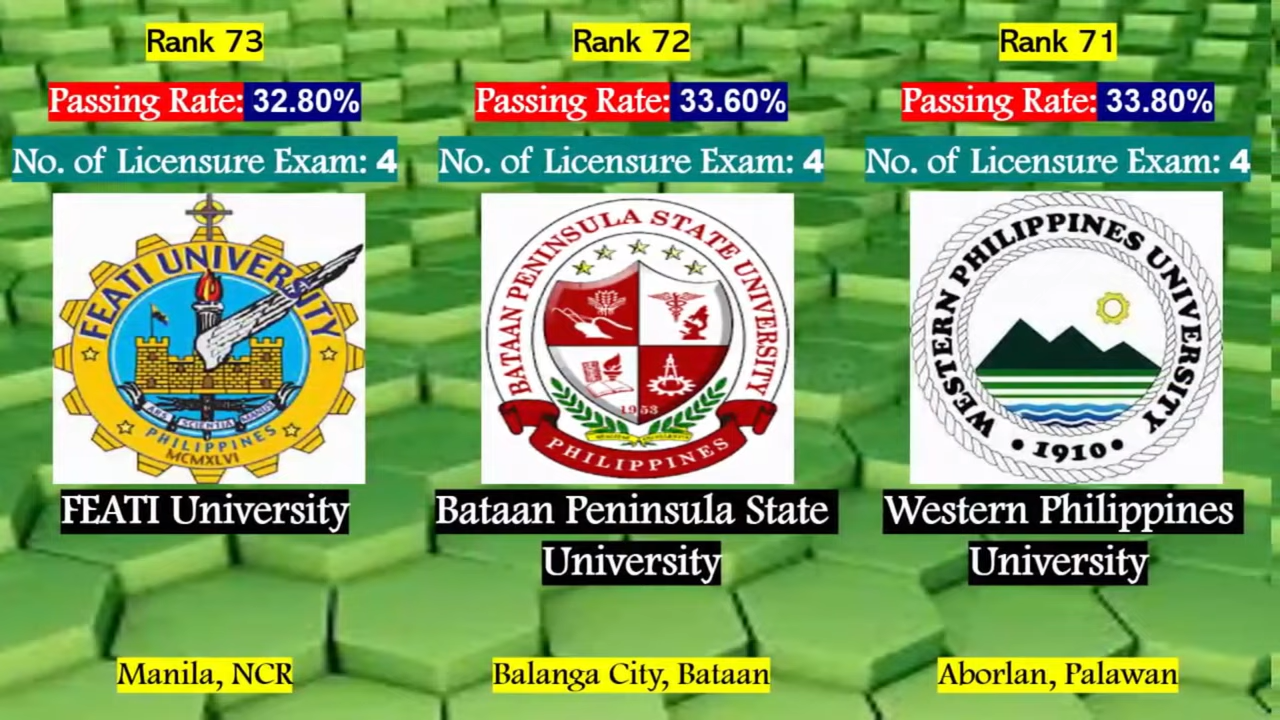 Rank 73
Passing Rate: 32.80%
No. of Licensure Exam: 4
FEATI UNIVERSITY
ARS SCIENTIA MANUS
PHILIPPINES
MCMXLVI
FEATI University
Manila, NCR
Rank 72
Passing Rate: 33.60%
No. of Licensure Exam: 4
BATAAN PENINSULA STATE UNIVERSITY
1953
PHILIPPINES
Bataan Peninsula State
University
Balanga City, Bataan
Rank 71
Passing Rate: 33.80%
No. of Licensure Exam: 4
WESTERN PHILIPPINES UNIVERSITY
• 1910 •
Western Philippines
University
Aborlan, Palawan